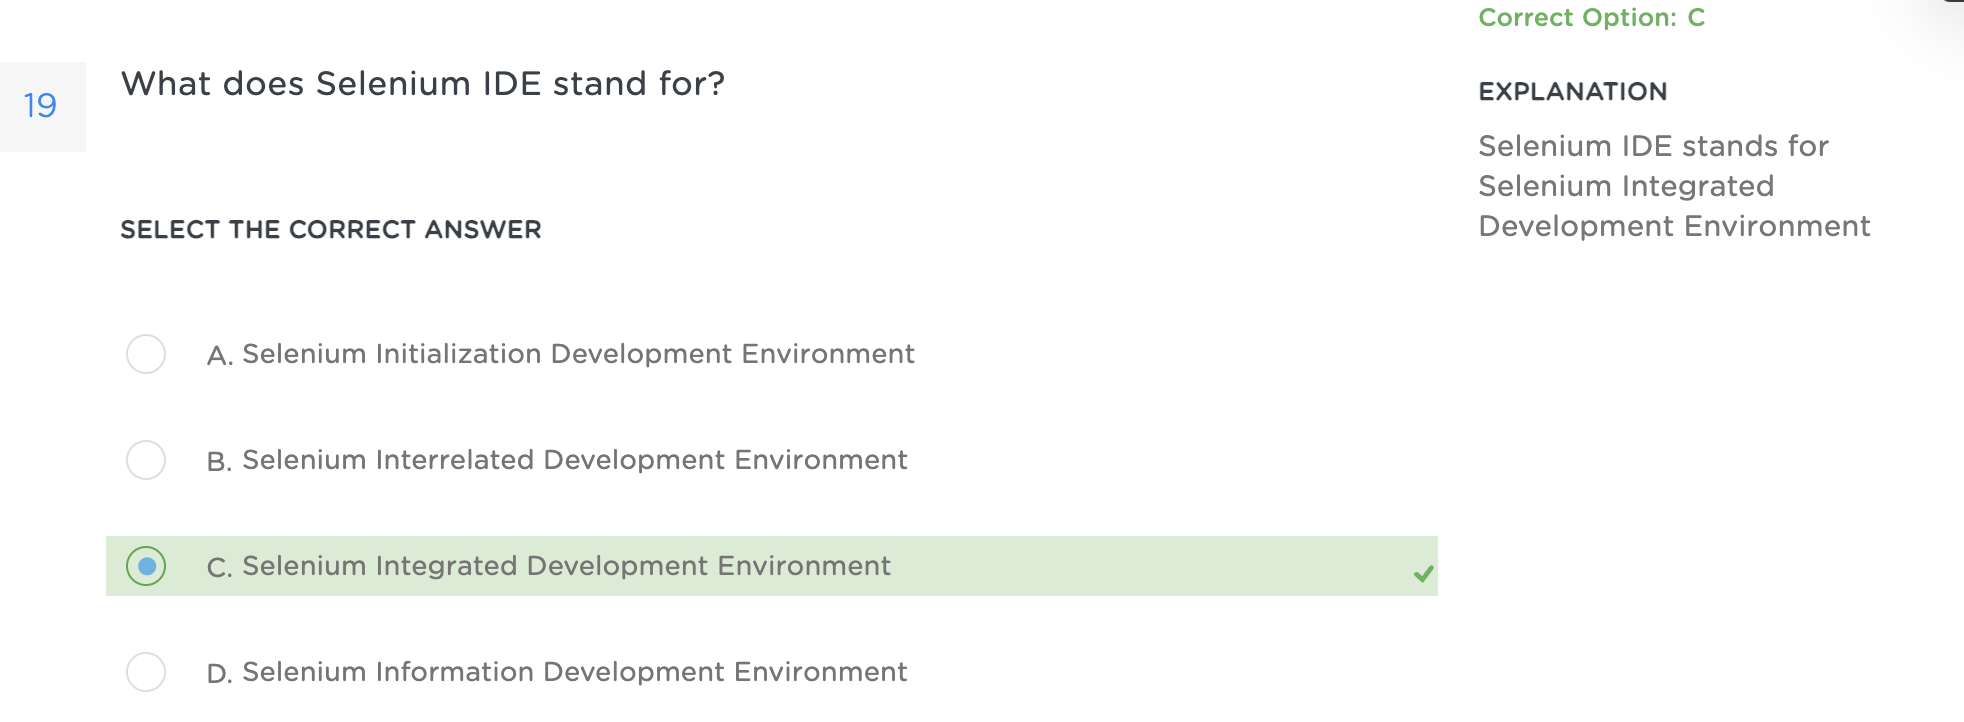 19
What does Selenium IDE stand for?
SELECT THE CORRECT ANSWER
A. Selenium Initialization Development Environment
B. Selenium Interrelated Development Environment
C. Selenium Integrated Development Environment
D. Selenium Information Development Environment
Correct Option: C
EXPLANATION
Selenium IDE stands for
Selenium Integrated
Development Environment